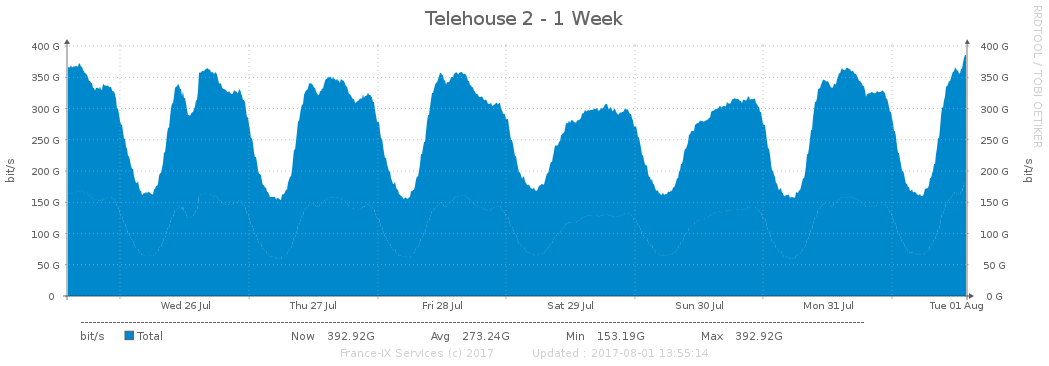 Telehouse 2 - 1 Week
RRDTOOL / TOBI OETIKER
400 G 400 G
350 G 350 G
300 G 300 G
250 G 250 G
200 G 200 G
150 G 150 G
100 G 100 G
50 G 50 G
0 0 G
bit/s bit/s
Wed 26 Jul Thu 27 Jul Fri 28 Jul Sat 29 Jul Sun 30 Jul Mon 31 Jul Tue 01 Aug
bit/s Total Now 392.92G Avg 273.24G Min 153.19G Max 392.92G
France-IX Services (c) 2017 Updated : 2017-08-01 13:55:14